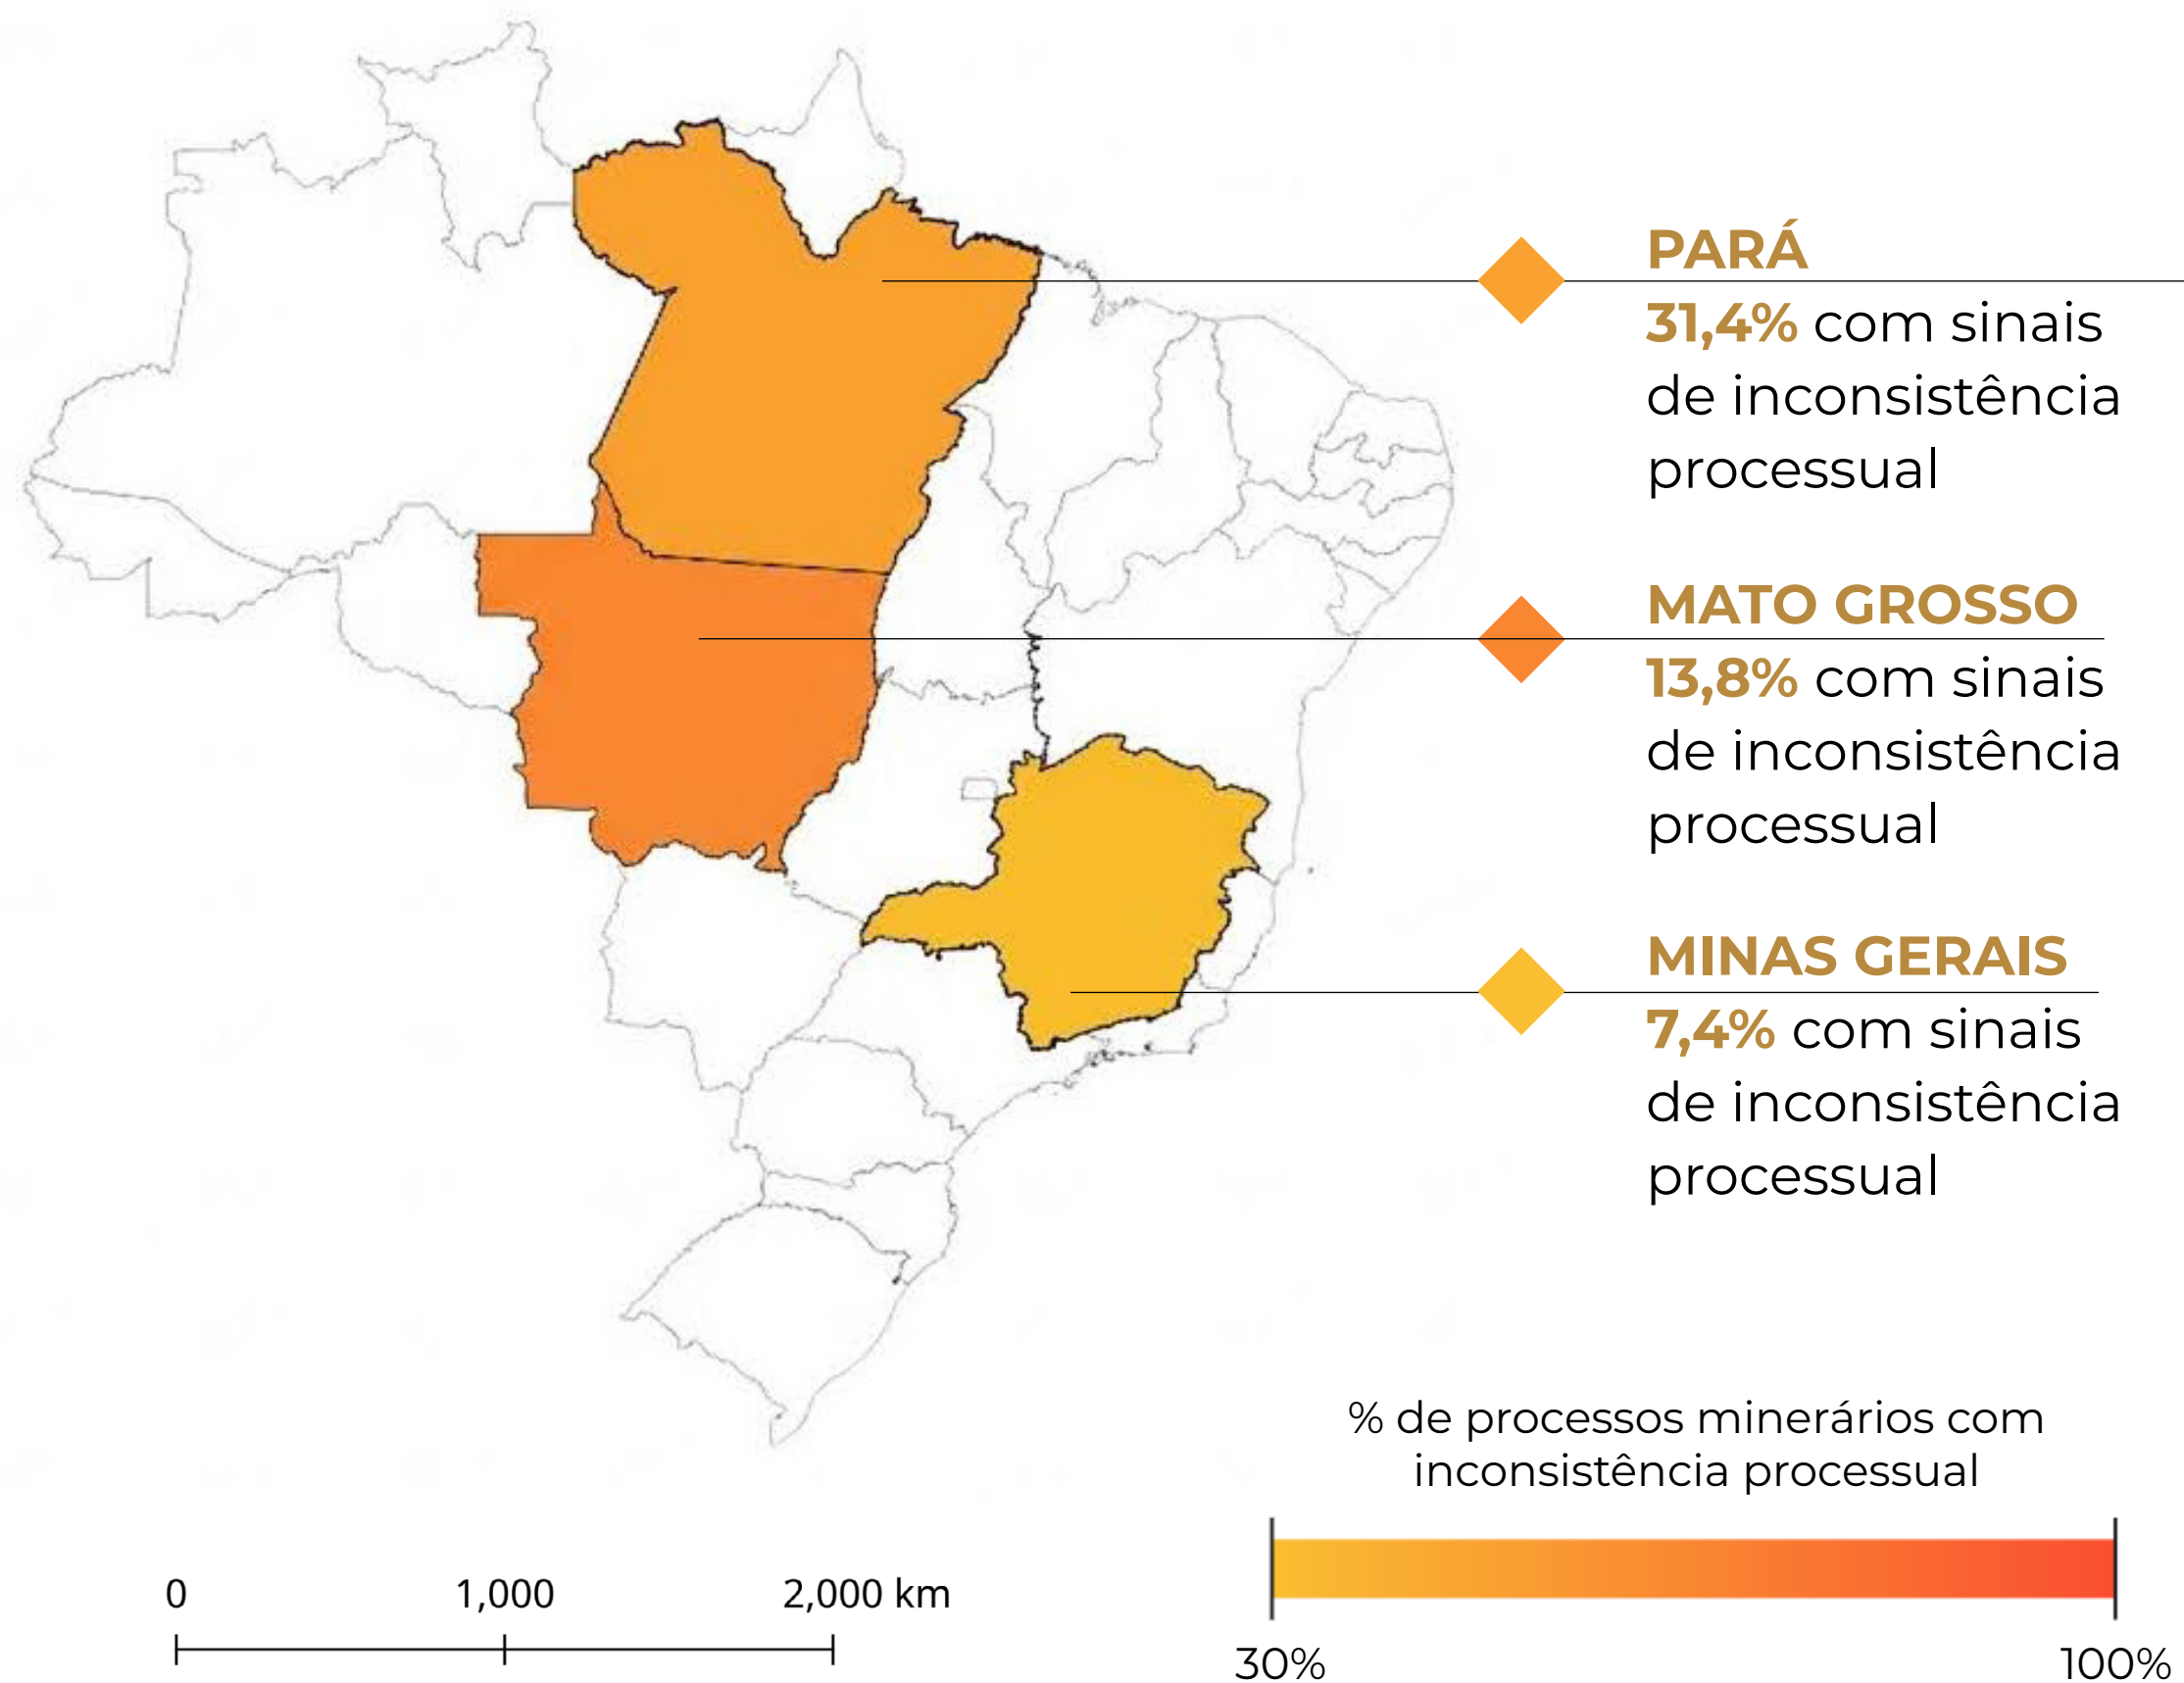 PARÁ
31,4% com sinais
de inconsistência
processual
MATO GROSSO
13,8% com sinais
de inconsistência
processual
MINAS GERAIS
7,4% com sinais
de inconsistência
processual
% de processos minerários com
inconsistência processual
30% 100%
0 1,000 2,000 km